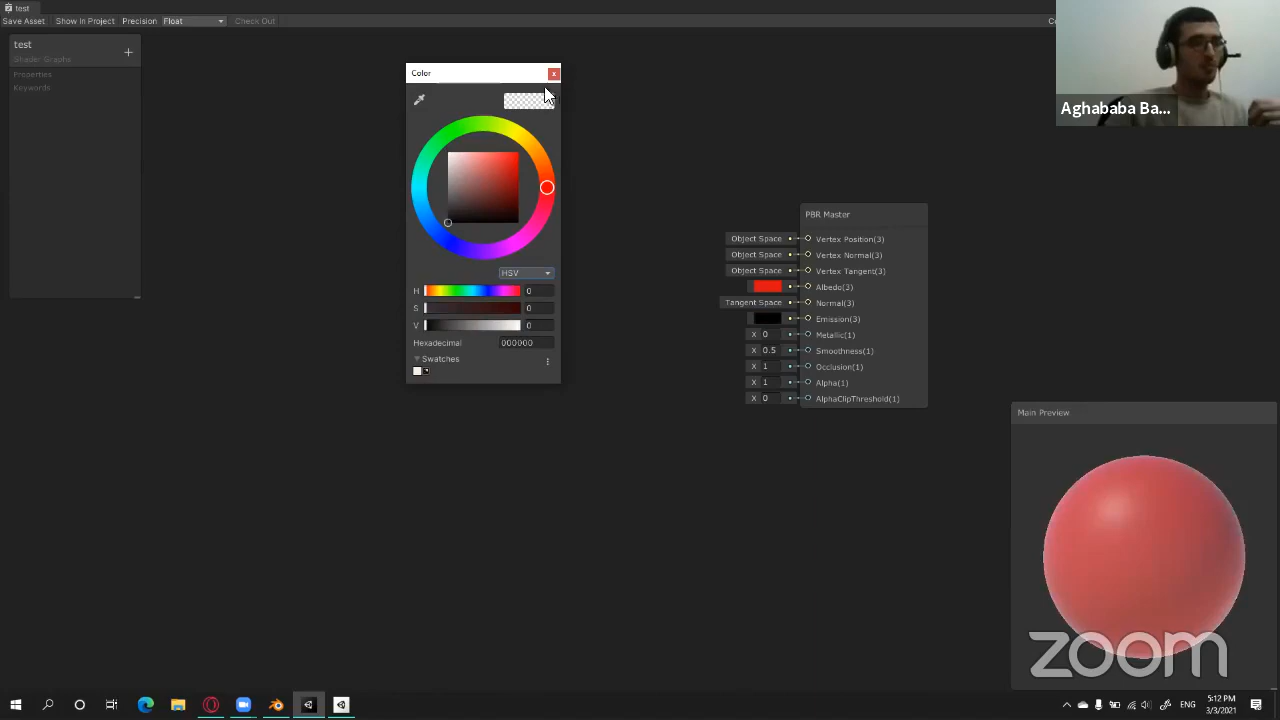 test
Save Asset Show In Project Precision Float Check Out
test
Shader Graphs
Properties
Keywords
Color
x
HSV
H 0
S 0
V 0
Hexadecimal 000000
Swatches
PBR Master
Object Space Vertex Position(3)
Object Space Vertex Normal(3)
Object Space Vertex Tangent(3)
Albedo(3)
Tangent Space Normal(3)
Emission(3)
X 0 Metallic(1)
X 0.5 Smoothness(1)
X 1 Occlusion(1)
X 1 Alpha(1)
X 0 AlphaClipThreshold(1)
Main Preview
Aghababa Ba...
zoom
ENG
5:12 PM
3/3/2021